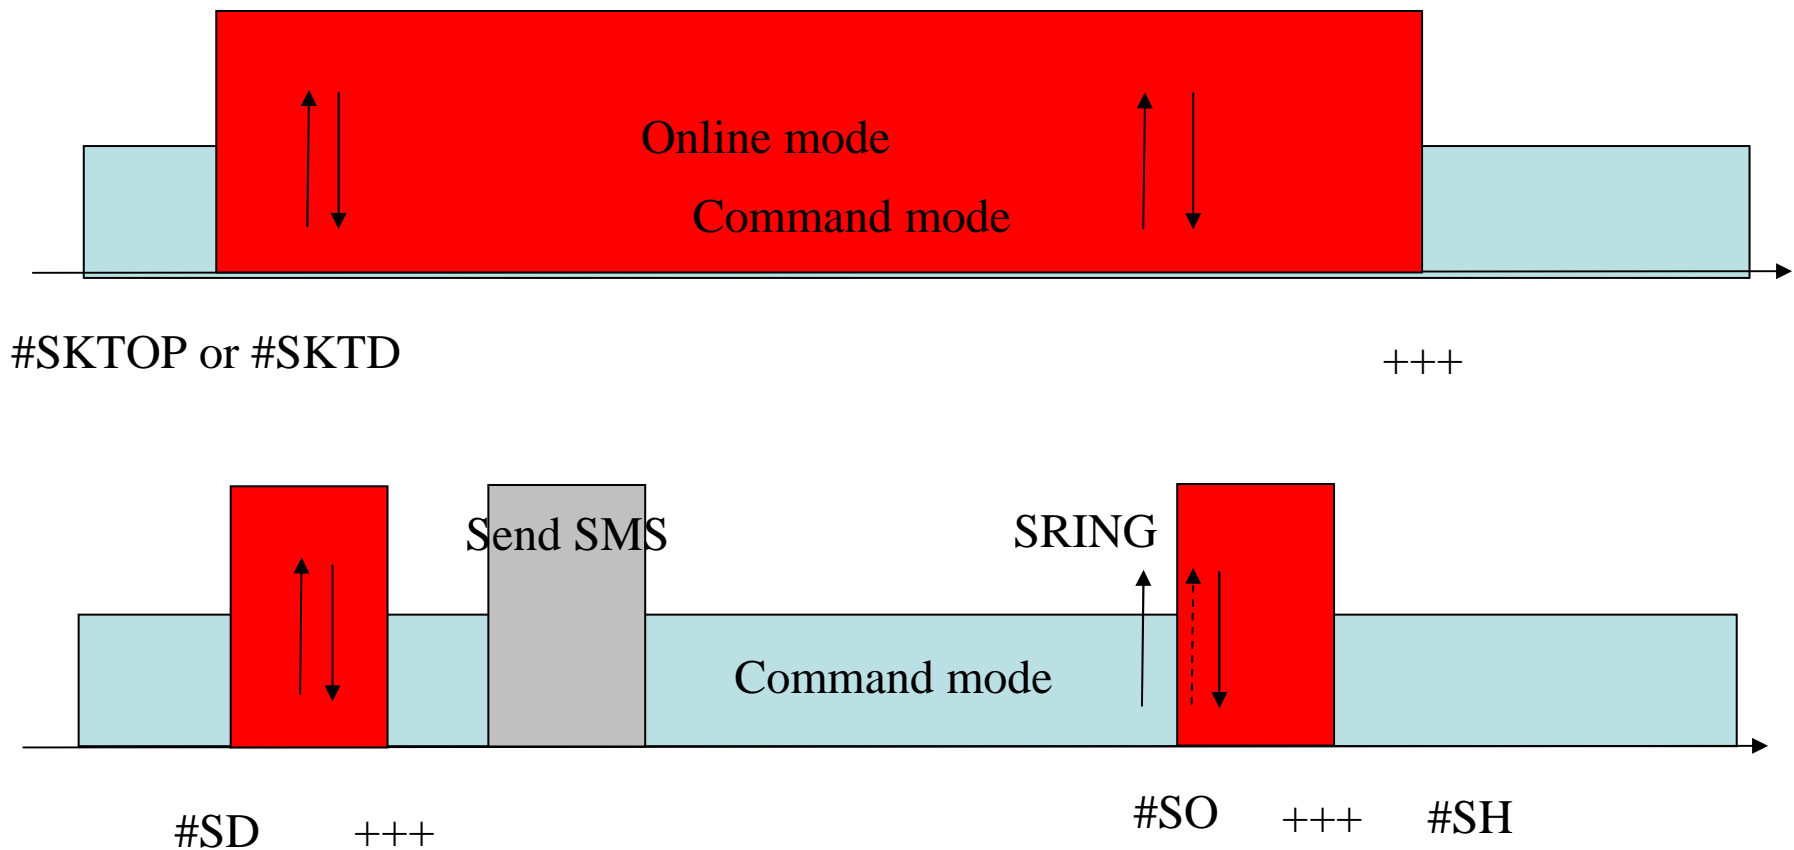 Online mode
Command mode
#SKTOP or #SKTD
+++
Send SMS
SRING
Command mode
#SD
+++
#SO
+++
#SH